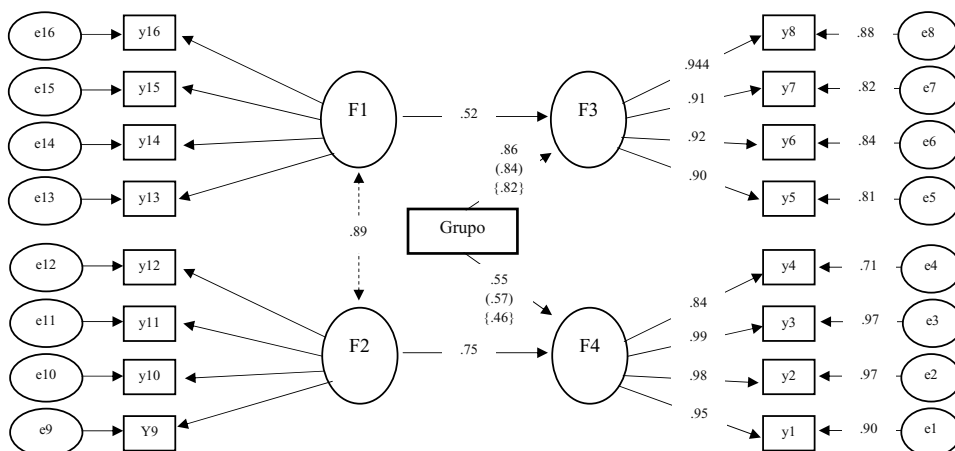 e16 y16 y8 .88 e8
.944
e15 y15 F1 .52 F3 .91 y7 .82 e7
e14 y14 .92 y6 .84 e6
.86
(.84)
{.82}
e13 y13 .90 y5 .81 e5
Grupo
.89
e12 y12 y4 .71 e4
.55
(.57)
{.46}
.84
e11 y11 .99 y3 .97 e3
F2 .75 F4
e10 y10 .98 y2 .97 e2
.95
e9 Y9 y1 .90 e1